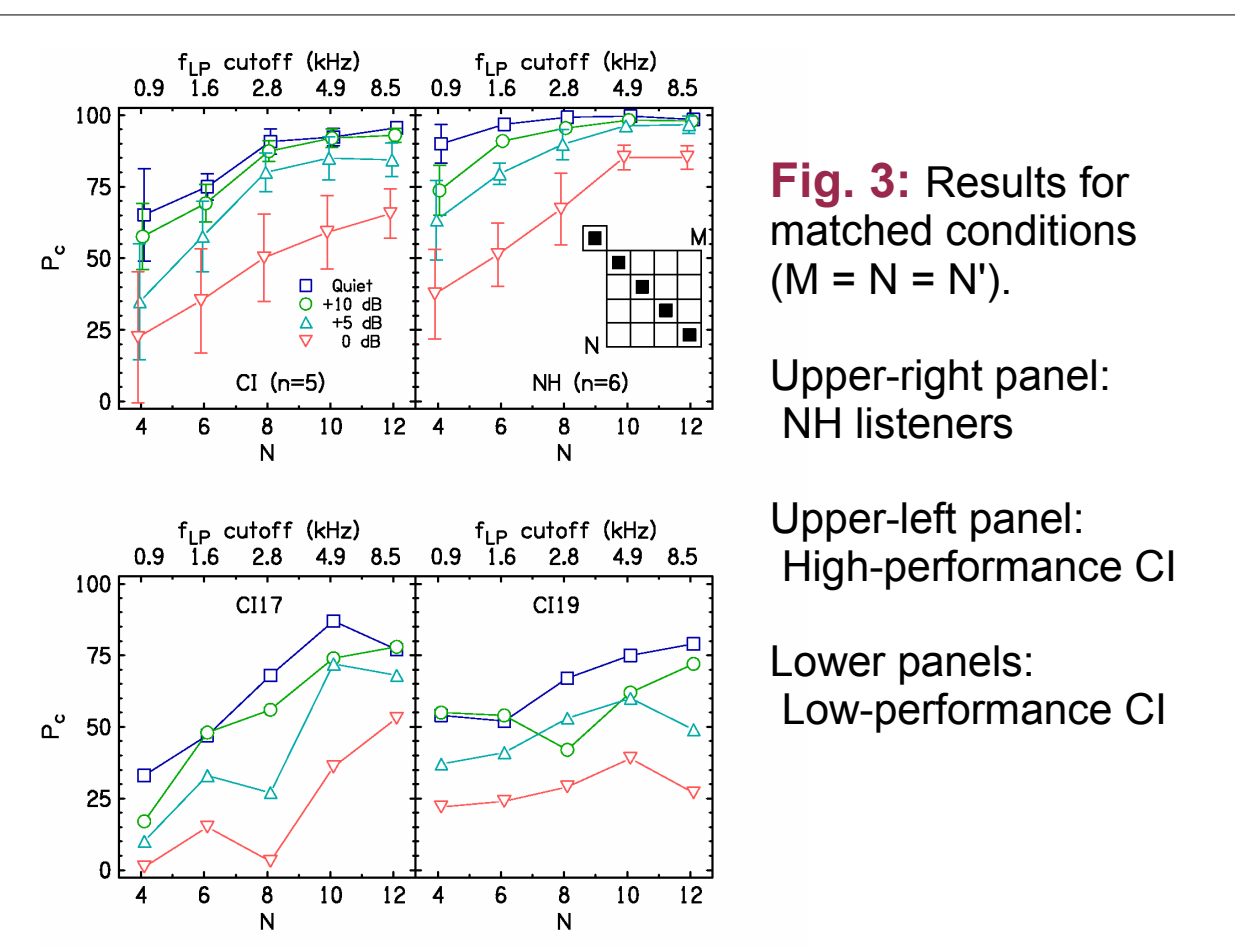 f_LP cutoff (kHz)
0.9 1.6 2.8 4.9 8.5
100
75
50
25
0
P_c
Quiet
+10 dB
+5 dB
0 dB
CI (n=5)
4 6 8 10 12
N
f_LP cutoff (kHz)
0.9 1.6 2.8 4.9 8.5
M
N
NH (n=6)
4 6 8 10 12
N
f_LP cutoff (kHz)
0.9 1.6 2.8 4.9 8.5
100
75
50
25
0
P_c
CI17
4 6 8 10 12
N
f_LP cutoff (kHz)
0.9 1.6 2.8 4.9 8.5
CI19
4 6 8 10 12
N
Fig. 3: Results for
matched conditions
(M = N = N').
Upper-right panel:
NH listeners
Upper-left panel:
High-performance CI
Lower panels:
Low-performance CI